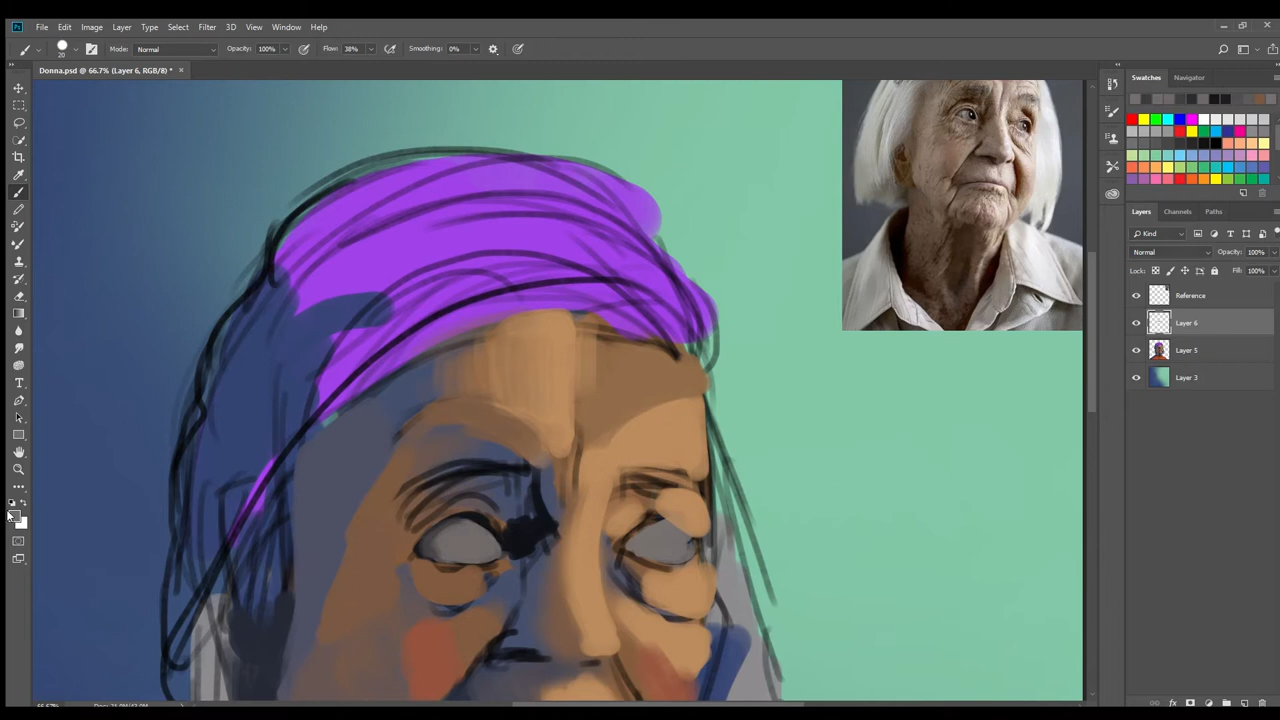 Ps File Edit Image Layer Type Select Filter 3D View Window Help
20 Mode: Normal Opacity: 100% Flow: 38% Smoothing: 0%
Donna.psd @ 66.7% (Layer 6, RGB/8) * ×
Swatches Navigator
Layers Channels Paths
Kind
Normal Opacity: 100%
Lock: Fill: 100%
Reference
Layer 6
Layer 5
Layer 3